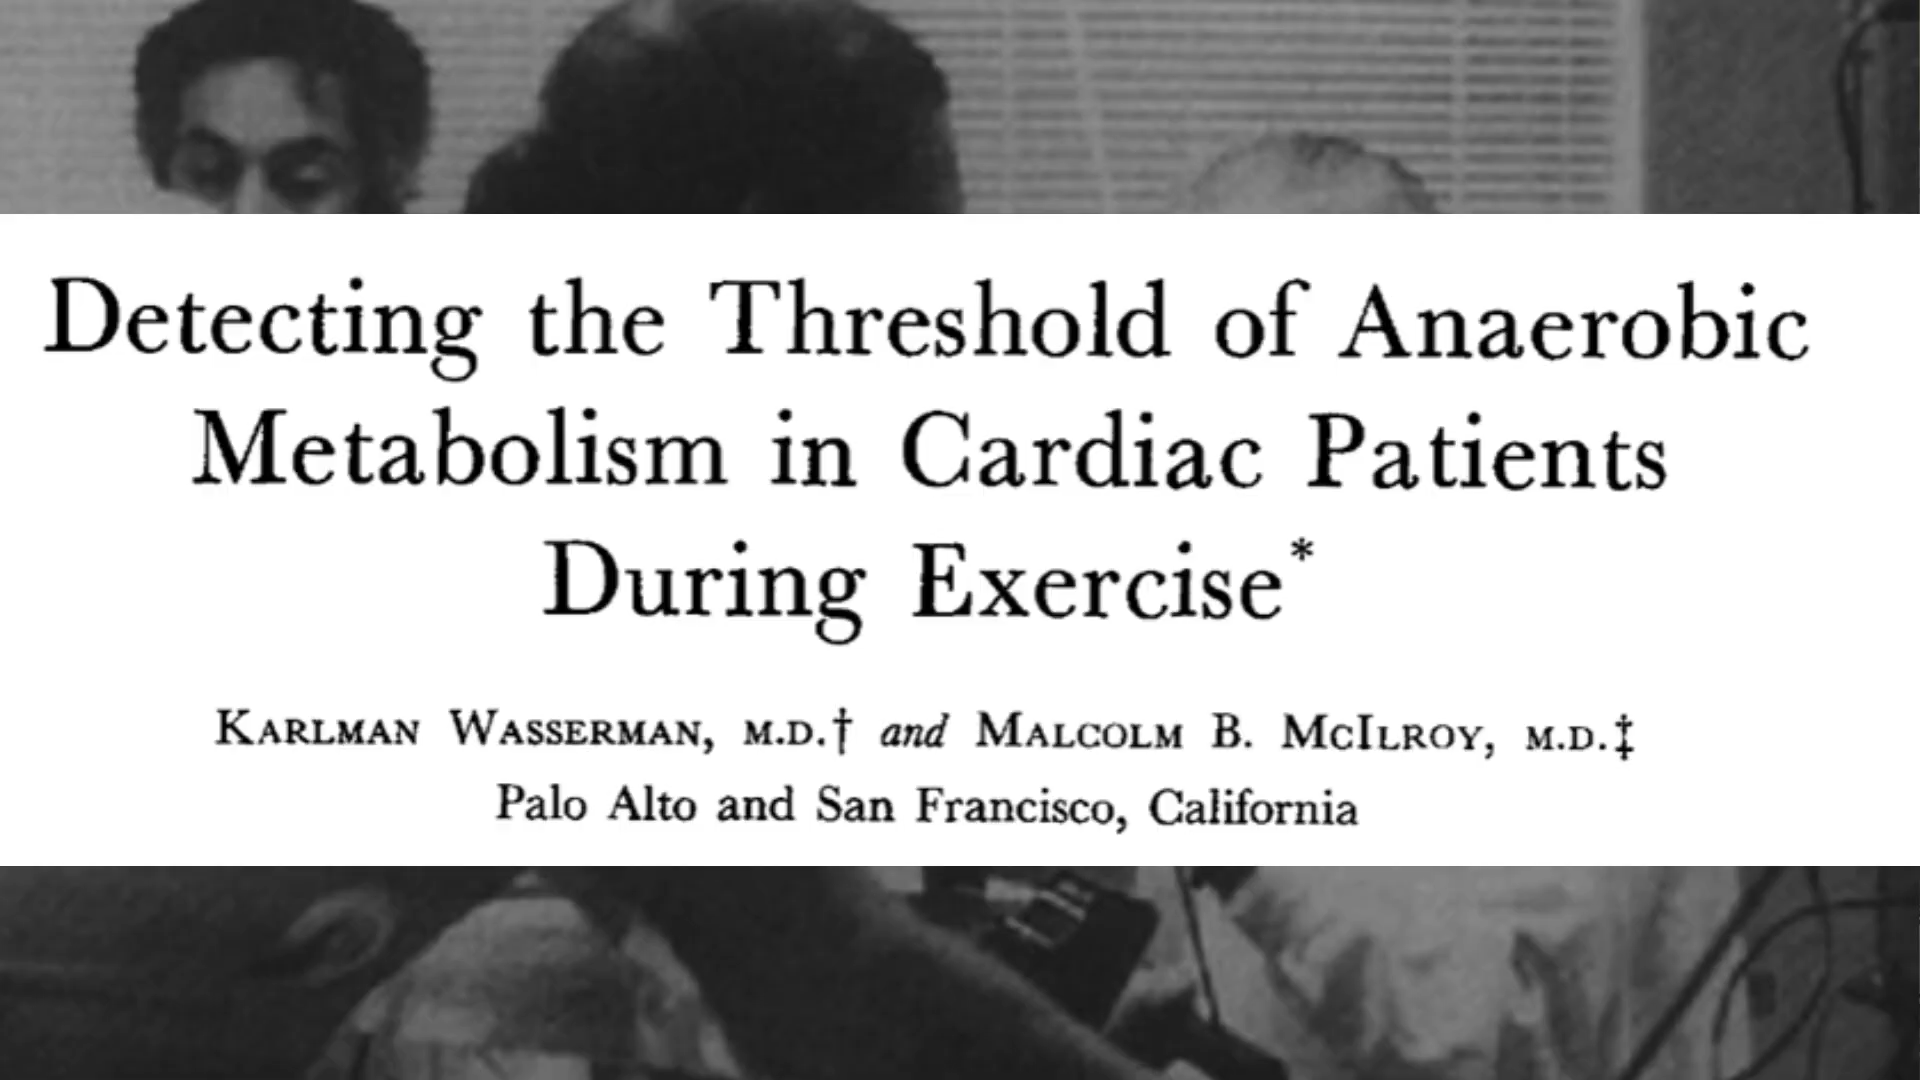 Detecting the Threshold of Anaerobic
Metabolism in Cardiac Patients
During Exercise*
KARLMAN WASSERMAN, M.D.† and MALCOLM B. MCILROY, M.D.‡
Palo Alto and San Francisco, California